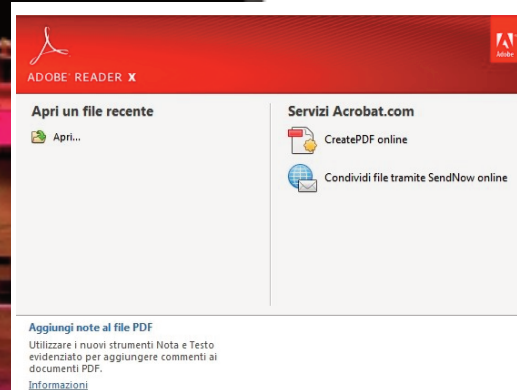 ADOBE® READER X
Adobe
Apri un file recente
Apri...
Servizi Acrobat.com
CreatePDF online
Condividi file tramite SendNow online
Aggiungi note al file PDF
Utilizzare i nuovi strumenti Nota e Testo
evidenziato per aggiungere commenti ai
documenti PDF.
Informazioni